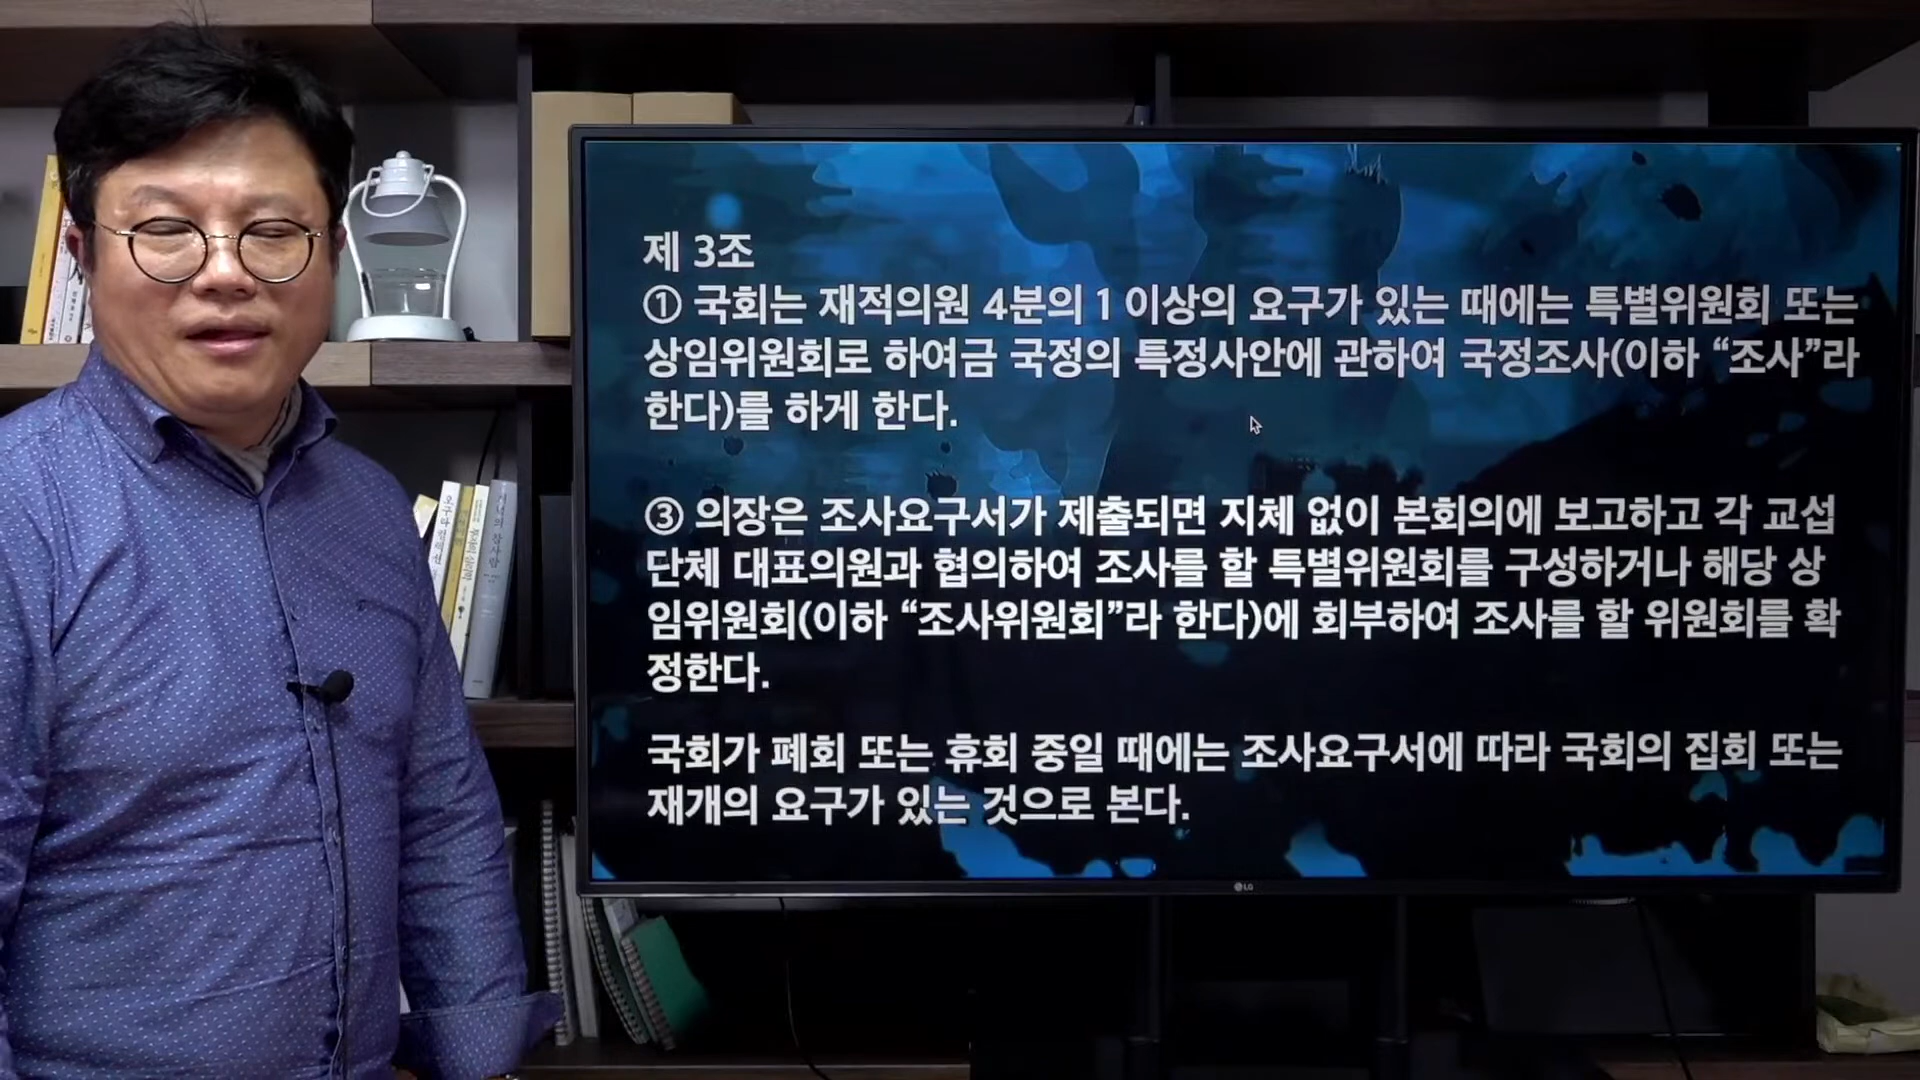 제 3조
① 국회는 재적의원 4분의 1 이상의 요구가 있는 때에는 특별위원회 또는
상임위원회로 하여금 국정의 특정사안에 관하여 국정조사(이하 “조사”라
한다)를 하게 한다.
③ 의장은 조사요구서가 제출되면 지체 없이 본회의에 보고하고 각 교섭
단체 대표의원과 협의하여 조사를 할 특별위원회를 구성하거나 해당 상
임위원회(이하 “조사위원회”라 한다)에 회부하여 조사를 할 위원회를 확
정한다.
국회가 폐회 또는 휴회 중일 때에는 조사요구서에 따라 국회의 집회 또는
재개의 요구가 있는 것으로 본다.
LG